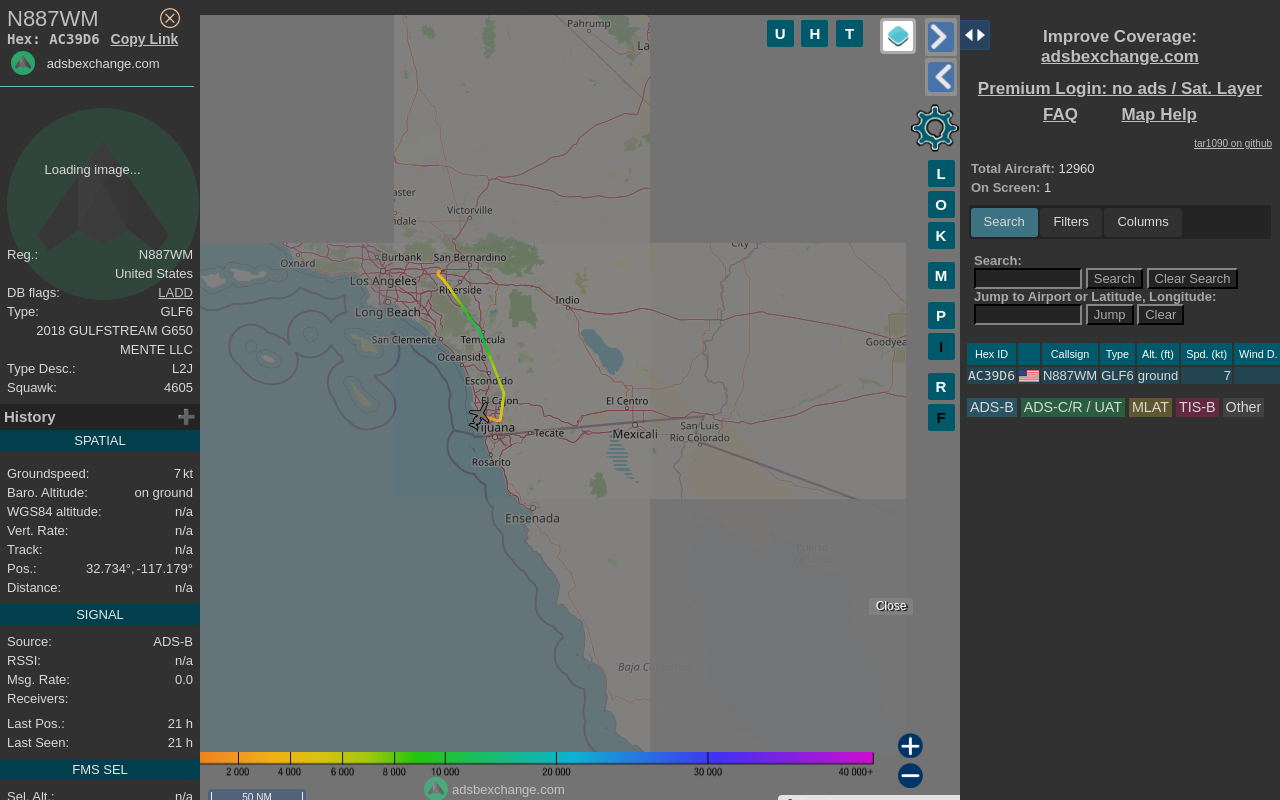 N887WM
Hex: AC39D6 Copy Link
adsbexchange.com
Loading image...
Reg.: N887WM
United States
DB flags: LADD
Type: GLF6
2018 GULFSTREAM G650
MENTE LLC
Type Desc.: L2J
Squawk: 4605
History
SPATIAL
Groundspeed: 7 kt
Baro. Altitude: on ground
WGS84 altitude: n/a
Vert. Rate: n/a
Track: n/a
Pos.: 32.734°, -117.179°
Distance: n/a
SIGNAL
Source: ADS-B
RSSI: n/a
Msg. Rate: 0.0
Receivers:
Last Pos.: 21 h
Last Seen: 21 h
FMS SEL
Sel. Alt.: n/a
Pahrump
La
aster
dale
Victorville
City
Oxnard
Burbank
San Bernardino
Los Angeles
Riverside
Indio
Long Beach
Goodyea
San Clemente
Temecula
Oceanside
Escondido
El Cajon
El Centro
Tijuana
Tecate
Mexicali
San Luis
Río Colorado
Rosarito
Ensenada
Puerto
Baja C
Close
U H T
L
O
K
M
P
I
R
F
2 000 4 000 6 000 8 000 10 000 20 000 30 000 40 000+
adsbexchange.com
50 NM
Improve Coverage:
adsbexchange.com
Premium Login: no ads / Sat. Layer
FAQ Map Help
tar1090 on github
Total Aircraft: 12960
On Screen: 1
Search Filters Columns
Search:
Search Clear Search
Jump to Airport or Latitude, Longitude:
Jump Clear
Hex ID Callsign Type Alt. (ft) Spd. (kt) Wind D.
AC39D6 N887WM GLF6 ground 7
ADS-B ADS-C/R / UAT MLAT TIS-B Other